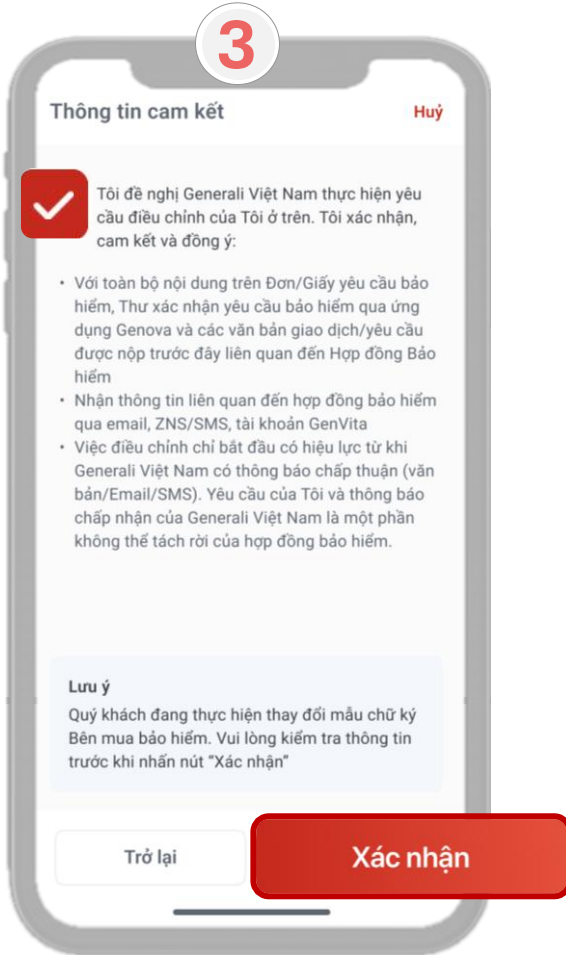 3
Thông tin cam kết
Huỷ
Tôi đề nghị Generali Việt Nam thực hiện yêu
cầu điều chỉnh của Tôi ở trên. Tôi xác nhận,
cam kết và đồng ý:
• Với toàn bộ nội dung trên Đơn/Giấy yêu cầu bảo
hiểm, Thư xác nhận yêu cầu bảo hiểm qua ứng
dụng Genova và các văn bản giao dịch/yêu cầu
được nộp trước đây liên quan đến Hợp đồng Bảo
hiểm
• Nhận thông tin liên quan đến hợp đồng bảo hiểm
qua email, ZNS/SMS, tài khoản GenVita
• Việc điều chỉnh chỉ bắt đầu có hiệu lực từ khi
Generali Việt Nam có thông báo chấp thuận (văn
bản/Email/SMS). Yêu cầu của Tôi và thông báo
chấp nhận của Generali Việt Nam là một phần
không thể tách rời của hợp đồng bảo hiểm.
Lưu ý
Quý khách đang thực hiện thay đổi mẫu chữ ký
Bên mua bảo hiểm. Vui lòng kiểm tra thông tin
trước khi nhấn nút "Xác nhận"
Trở lại
Xác nhận